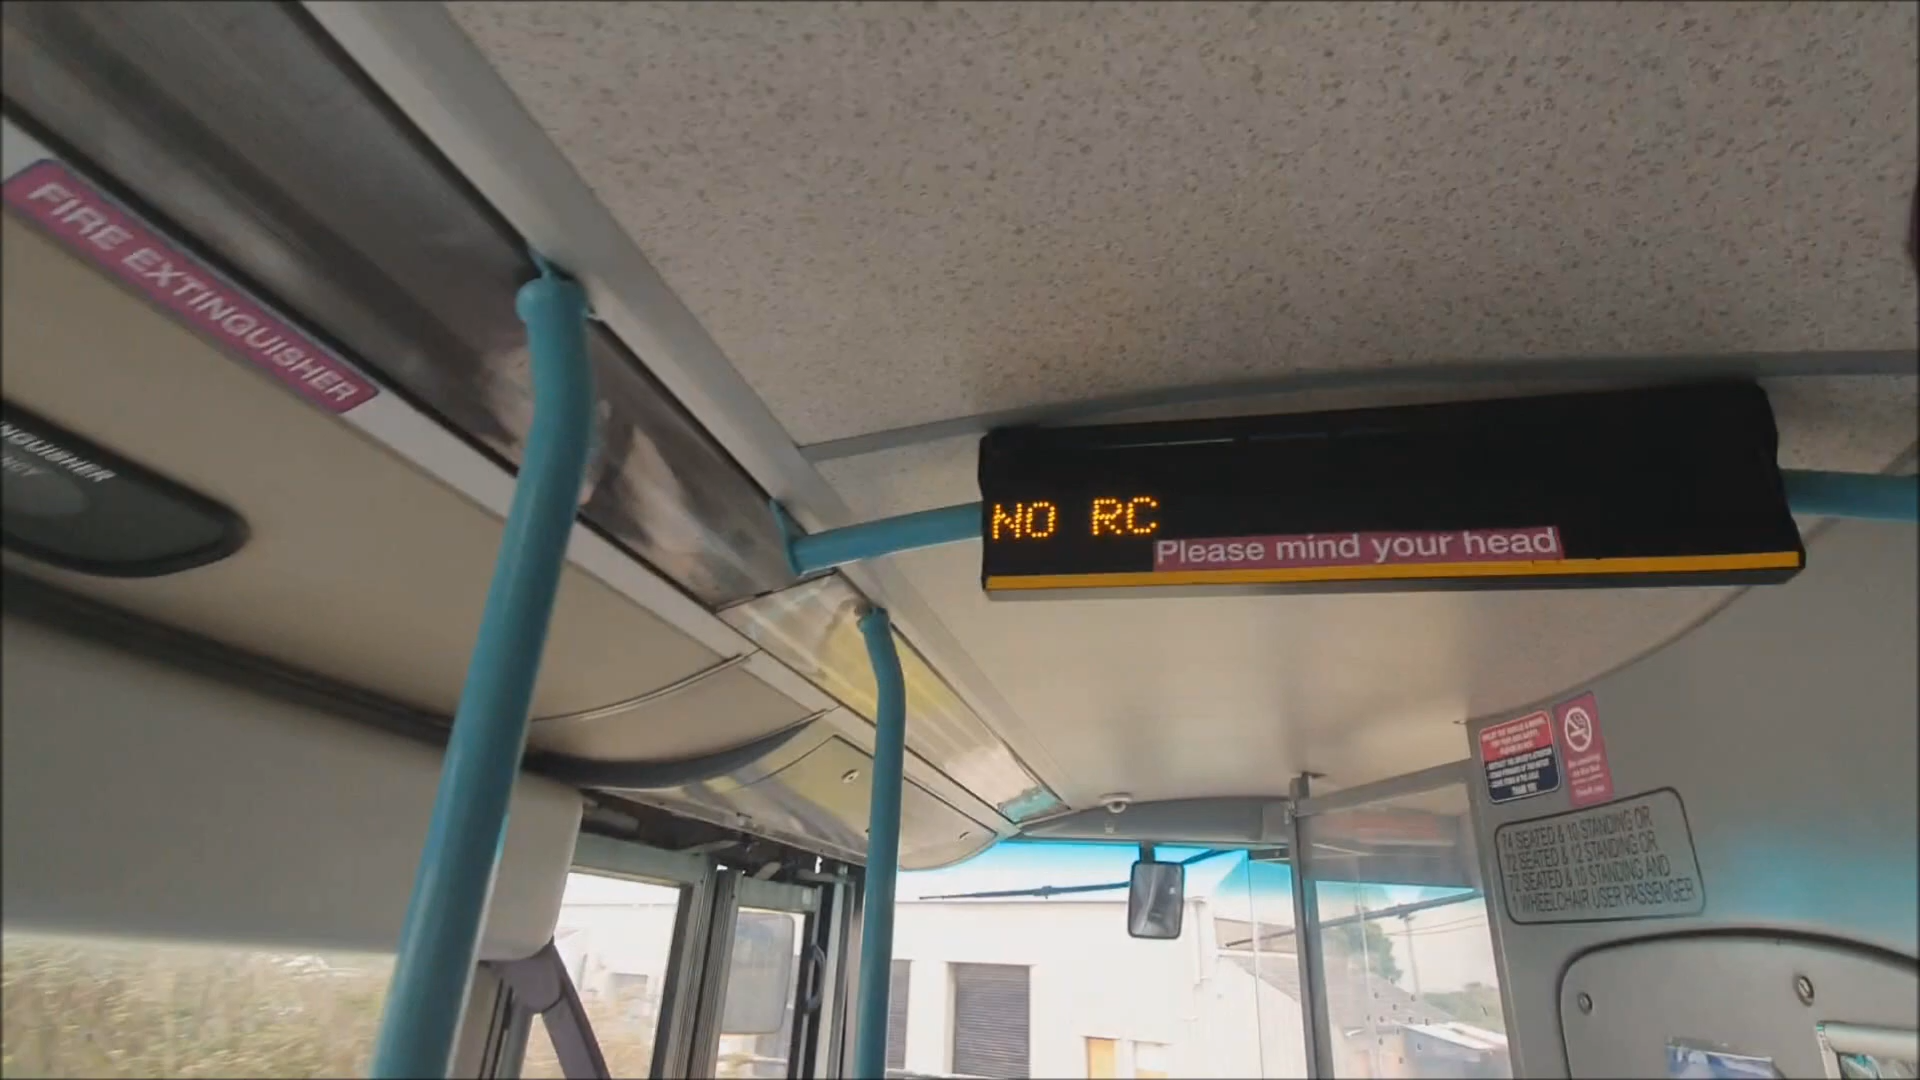 FIRE EXTINGUISHER
NO RC
Please mind your head
74 SEATED & 10 STANDING OR
72 SEATED & 12 STANDING OR
72 SEATED & 10 STANDING AND
1 WHEELCHAIR USER PASSENGER